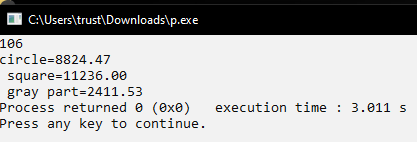 C:\Users\trust\Downloads\p.exe
106
circle=8824.47
 square=11236.00
 gray part=2411.53
Process returned 0 (0x0)   execution time : 3.011 s
Press any key to continue.